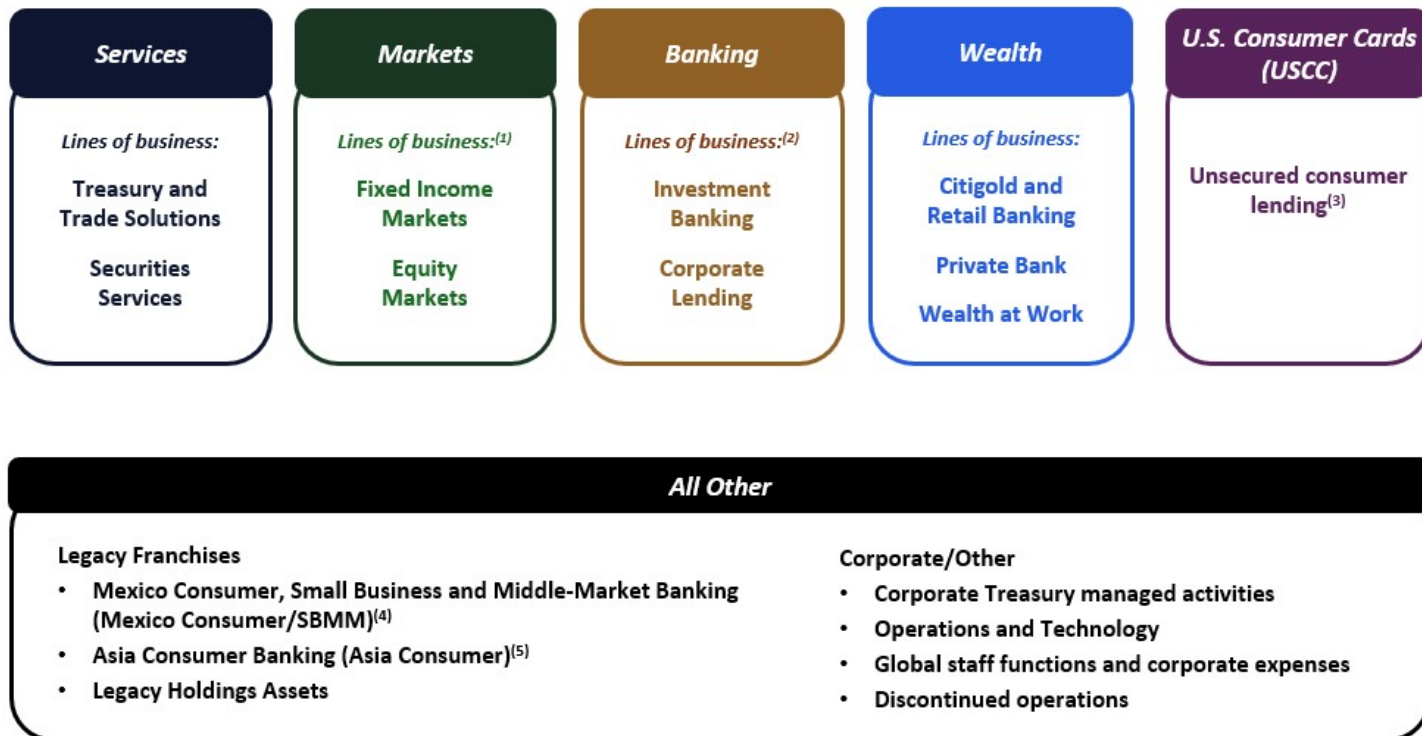 Services
Lines of business:
Treasury and
Trade Solutions
Securities
Services
Markets
Lines of business:(1)
Fixed Income
Markets
Equity
Markets
Banking
Lines of business:(2)
Investment
Banking
Corporate
Lending
Wealth
Lines of business:
Citigold and
Retail Banking
Private Bank
Wealth at Work
U.S. Consumer Cards
(USCC)
Unsecured consumer
lending(3)
All Other
Legacy Franchises
• Mexico Consumer, Small Business and Middle-Market Banking
(Mexico Consumer/SBMM)(4)
• Asia Consumer Banking (Asia Consumer)(5)
• Legacy Holdings Assets
Corporate/Other
• Corporate Treasury managed activities
• Operations and Technology
• Global staff functions and corporate expenses
• Discontinued operations